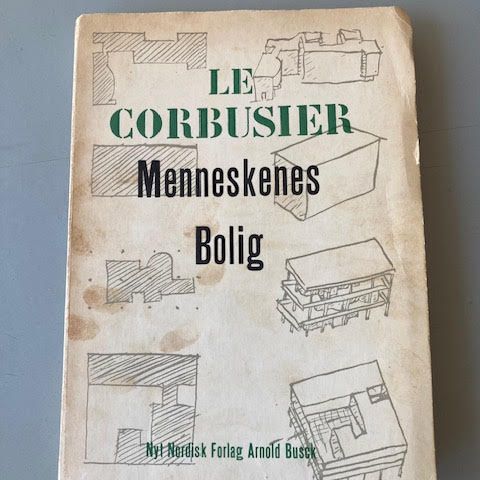 LE
CORBUSIER
Menneskenes
Bolig
Nyt Nordisk Forlag Arnold Busck